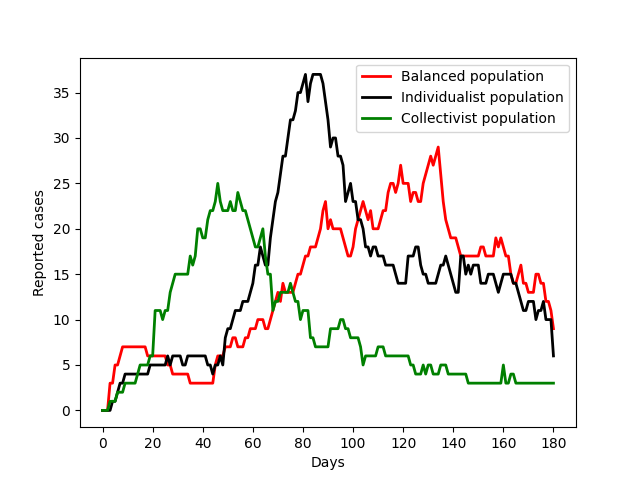 Balanced population
Individualist population
Collectivist population
Reported cases
35
30
25
20
15
10
5
0
0 20 40 60 80 100 120 140 160 180
Days